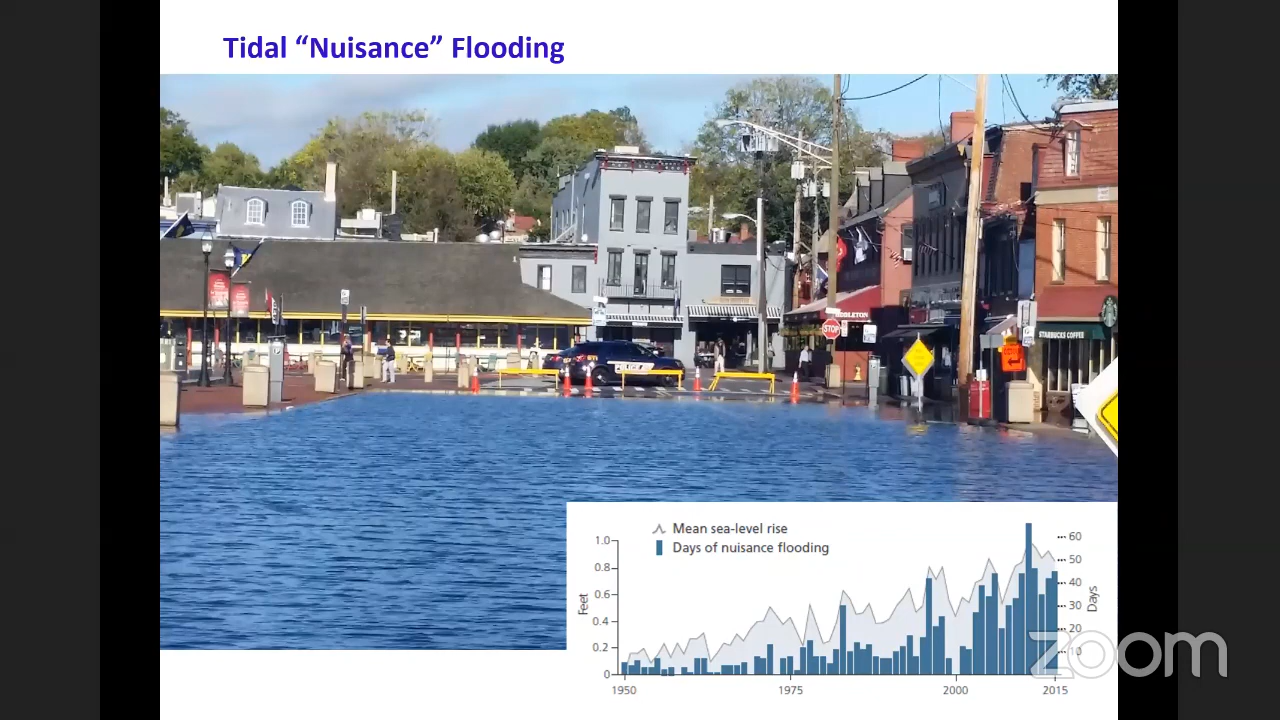 Tidal “Nuisance” Flooding
POLICE
STOP
STARBUCKS COFFEE
Mean sea-level rise
Days of nuisance flooding
1.0
0.8
0.6
0.4
0.2
0
Feet
60
50
40
30
20
10
Days
1950
1975
2000
2015
zoom